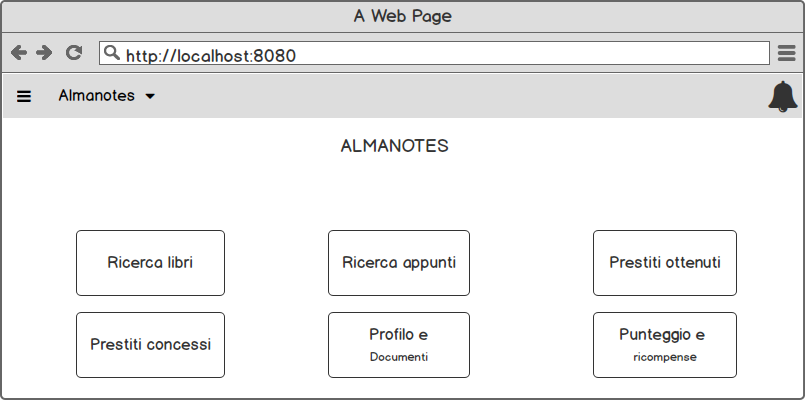 A Web Page
http://localhost:8080
Almanotes
ALMANOTES
Ricerca libri
Ricerca appunti
Prestiti ottenuti
Prestiti concessi
Profilo e
Documenti
Punteggio e
ricompense